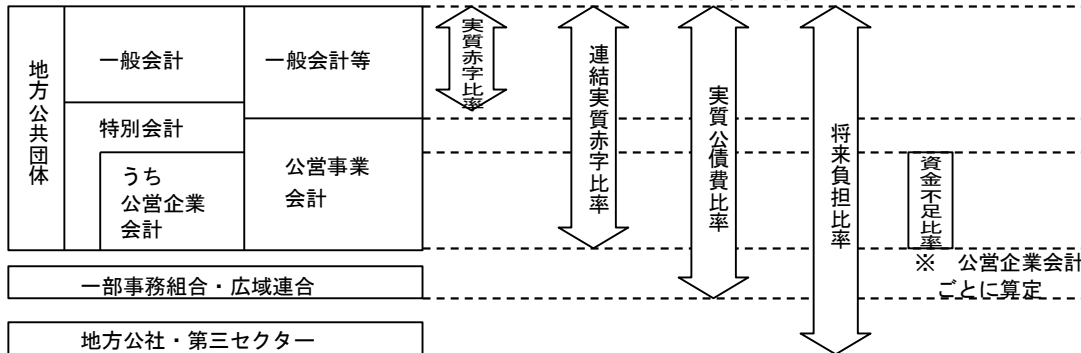 地方公共団体
一般会計
特別会計
うち
公営企業
会計
一般会計等
公営事業
会計
実質赤字比率
連結実質赤字比率
実質公債費比率
将来負担比率
資金不足比率
※ 公営企業会計
ごとに算定
一部事務組合・広域連合
地方公社・第三セクター